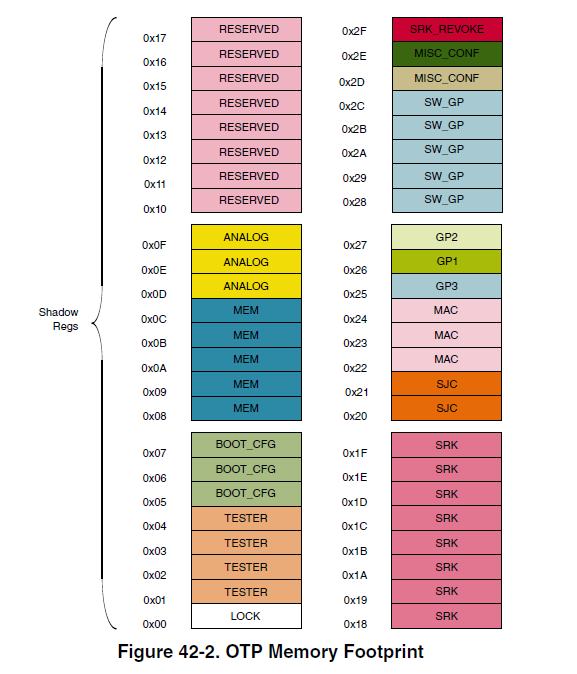 0x17 RESERVED 0x2F SRK_REVOKE
0x16 RESERVED 0x2E MISC_CONF
0x15 RESERVED 0x2D MISC_CONF
0x14 RESERVED 0x2C SW_GP
0x13 RESERVED 0x2B SW_GP
0x12 RESERVED 0x2A SW_GP
0x11 RESERVED 0x29 SW_GP
0x10 RESERVED 0x28 SW_GP
0x0F ANALOG 0x27 GP2
0x0E ANALOG 0x26 GP1
0x0D ANALOG 0x25 GP3
Shadow
Regs
0x0C MEM 0x24 MAC
0x0B MEM 0x23 MAC
0x0A MEM 0x22 MAC
0x09 MEM 0x21 SJC
0x08 MEM 0x20 SJC
0x07 BOOT_CFG 0x1F SRK
0x06 BOOT_CFG 0x1E SRK
0x05 BOOT_CFG 0x1D SRK
0x04 TESTER 0x1C SRK
0x03 TESTER 0x1B SRK
0x02 TESTER 0x1A SRK
0x01 TESTER 0x19 SRK
0x00 LOCK 0x18 SRK
Figure 42-2. OTP Memory Footprint